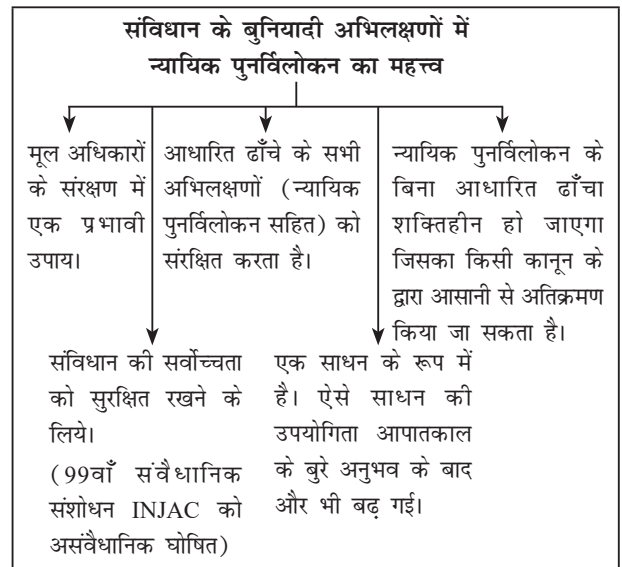 संविधान के बुनियादी अभिलक्षणों में
न्यायिक पुनर्विलोकन का महत्त्व
मूल अधिकारों
के संरक्षण में
एक प्रभावी
उपाय।
आधारित ढाँचे के सभी
अभिलक्षणों (न्यायिक
पुनर्विलोकन सहित) को
संरक्षित करता है।
न्यायिक पुनर्विलोकन के
बिना आधारित ढाँचा
शक्तिहीन हो जाएगा
जिसका किसी कानून के
द्वारा आसानी से अतिक्रमण
किया जा सकता है।
संविधान की सर्वोच्चता
को सुरक्षित रखने के
लिये।
(99वाँ संवैधानिक
संशोधन INJAC को
असंवैधानिक घोषित)
एक साधन के रूप में
है। ऐसे साधन की
उपयोगिता आपातकाल
के बुरे अनुभव के बाद
और भी बढ़ गई।